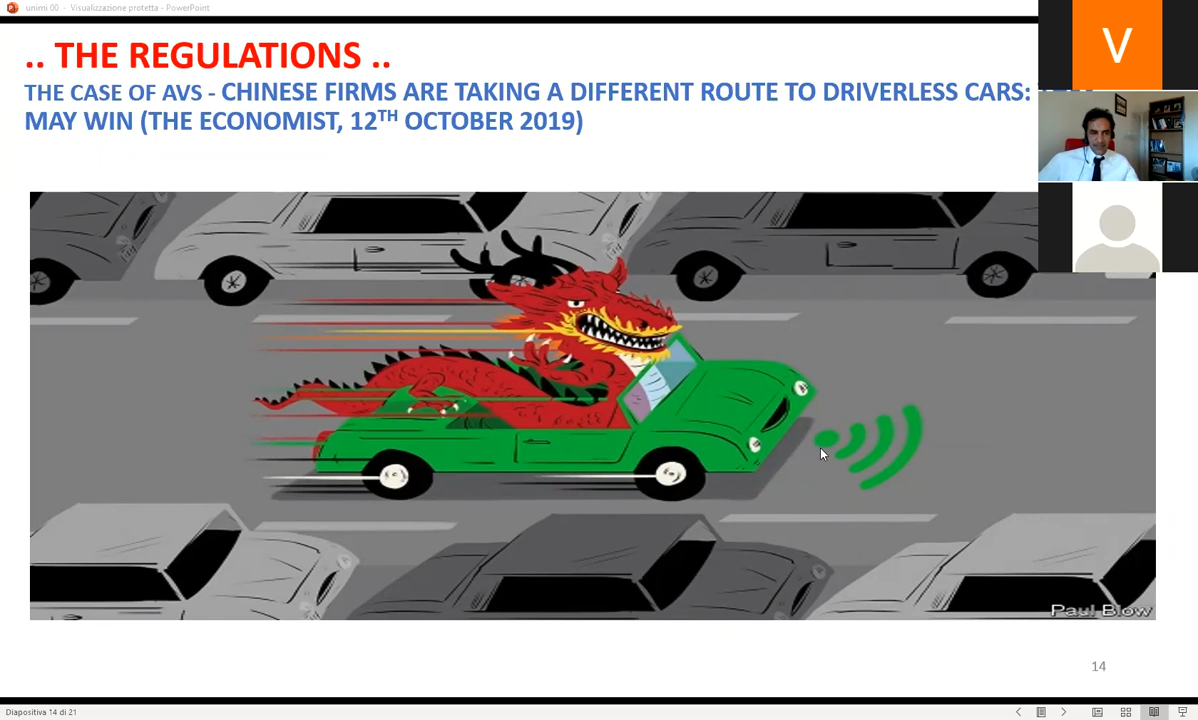 unimi 00 - Visualizzazione protetta - PowerPoint
V
.. THE REGULATIONS ..
THE CASE OF AVS - CHINESE FIRMS ARE TAKING A DIFFERENT ROUTE TO DRIVERLESS CARS:
MAY WIN (THE ECONOMIST, 12TH OCTOBER 2019)
Paul Blow
14
Diapositiva 14 di 21